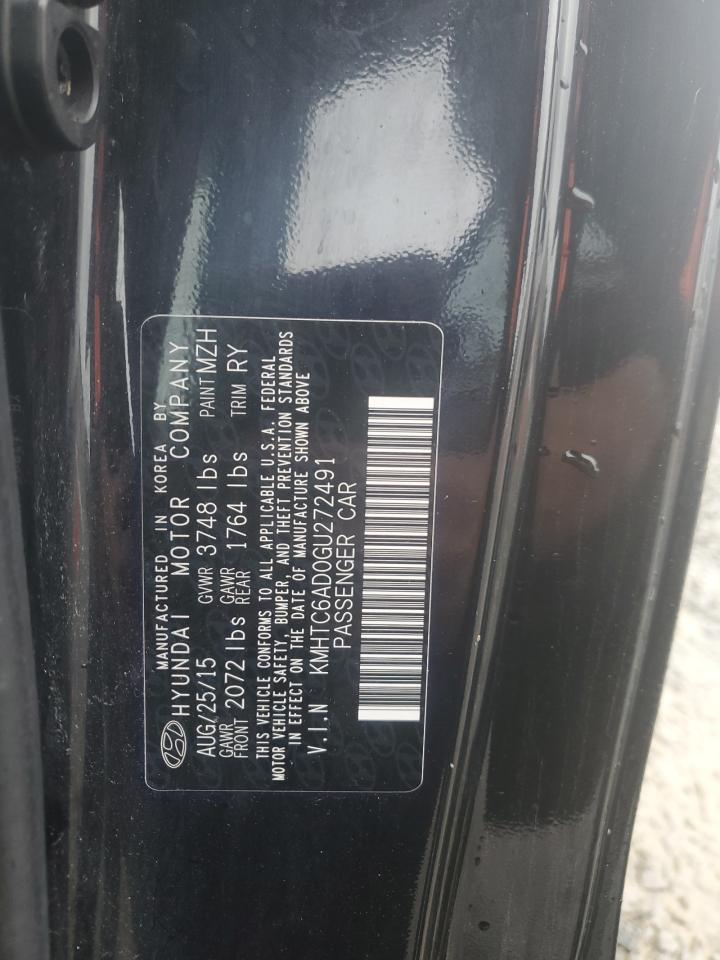 MANUFACTURED IN KOREA BY
HYUNDAI MOTOR COMPANY
AUG/25/15 GVWR 3748 lbs PAINT MZH
GAWR FRONT 2072 lbs GAWR REAR 1764 lbs TRIM RY
THIS VEHICLE CONFORMS TO ALL APPLICABLE U.S.A. FEDERAL
MOTOR VEHICLE SAFETY, BUMPER, AND THEFT PREVENTION STANDARDS
IN EFFECT ON THE DATE OF MANUFACTURE SHOWN ABOVE
V.I.N KMHTC6AD0GU272491
PASSENGER CAR